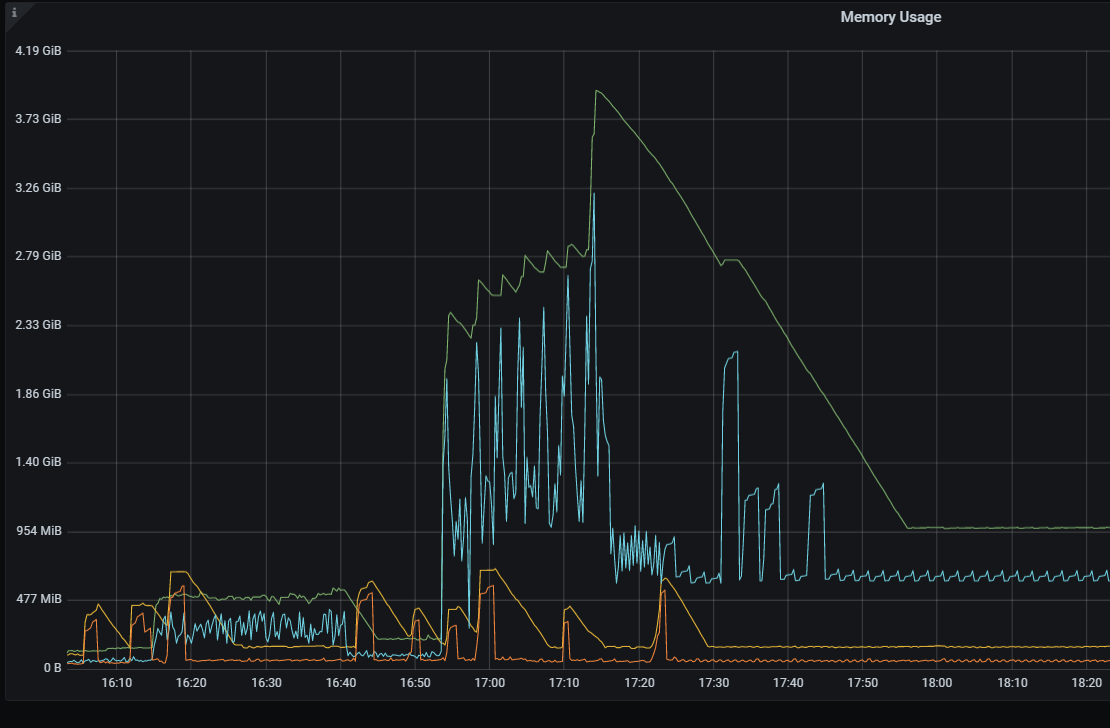 i
Memory Usage
4.19 GiB
3.73 GiB
3.26 GiB
2.79 GiB
2.33 GiB
1.86 GiB
1.40 GiB
954 MiB
477 MiB
0 B
16:10 16:20 16:30 16:40 16:50 17:00 17:10 17:20 17:30 17:40 17:50 18:00 18:10 18:20